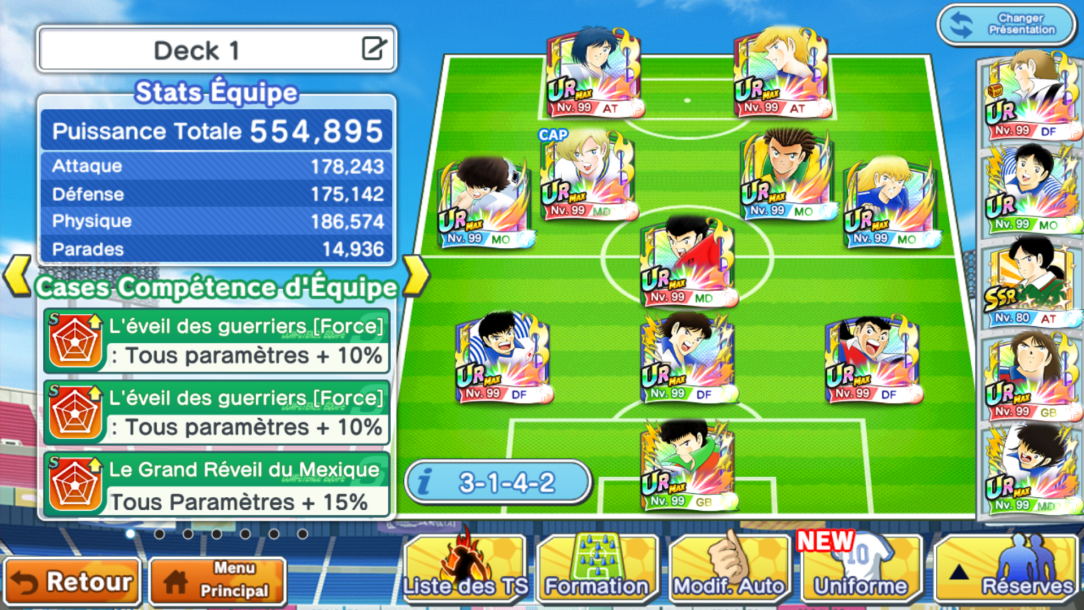 Deck 1
Changer
Présentation
Stats Équipe
Puissance Totale 554,895
Attaque 178,243
Défense 175,142
Physique 186,574
Parades 14,936
Cases Compétence d'Équipe
S
L'éveil des guerriers [Force]
: Tous paramètres + 10%
S
L'éveil des guerriers [Force]
: Tous paramètres + 10%
S
Le Grand Réveil du Mexique
Tous Paramètres + 15%
UR MAX
Nv. 99 AT
UR MAX
Nv. 99 AT
CAP
UR MAX
Nv. 99 MO
UR MAX
Nv. 99 MD
UR MAX
Nv. 99 MO
UR MAX
Nv. 99 MO
UR MAX
Nv. 99 MD
UR MAX
Nv. 99 DF
UR MAX
Nv. 99 DF
UR MAX
Nv. 99 DF
UR MAX
Nv. 99 GB
i 3-1-4-2
UR MAX
Nv. 99 DF
UR MAX
Nv. 99 MO
SSR
Nv. 80 AT
UR MAX
Nv. 99 GB
UR MAX
Nv. 99 MD
Retour
Menu
Principal
Liste des TS
Formation
Modif. Auto
NEW
10
Uniforme
Réserves